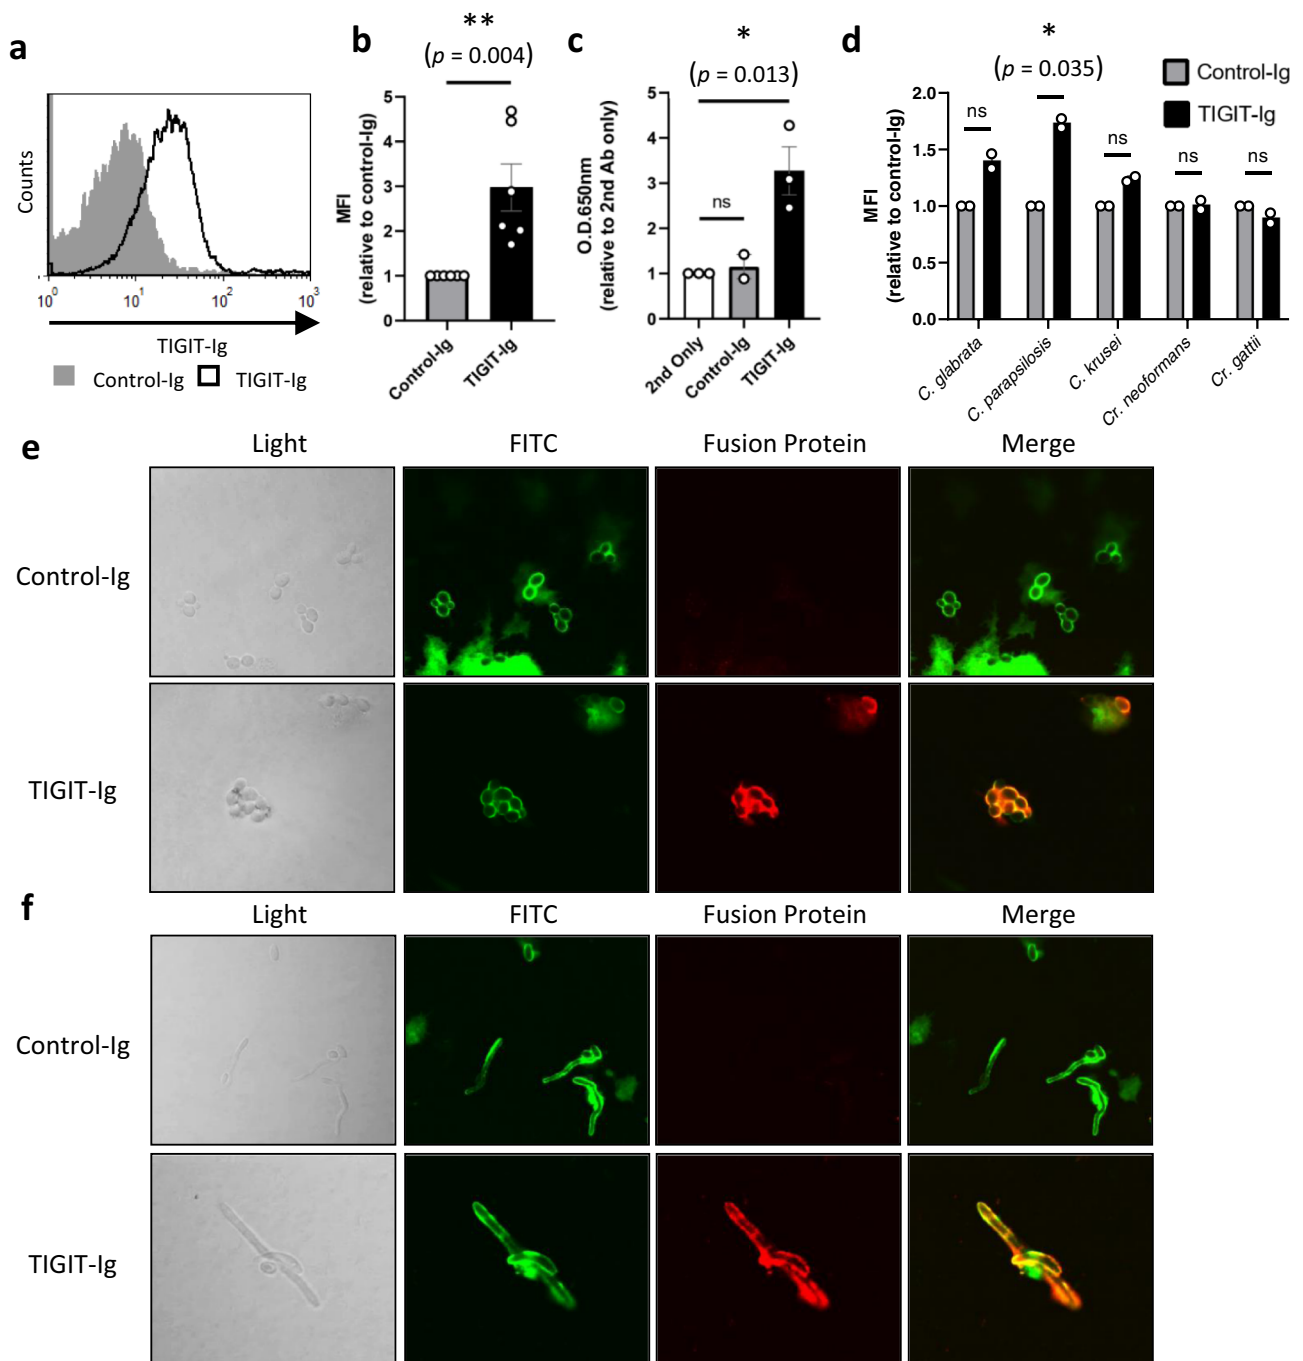 a
Counts
10^0 10^1 10^2 10^3
TIGIT-Ig
Control-Ig TIGIT-Ig
b
**
(p = 0.004)
MFI
(relative to control-Ig)
5
4
3
2
1
0
Control-Ig
TIGIT-Ig
c
*
(p = 0.013)
O.D.650nm
(relative to 2nd Ab only)
5
4
3
2
1
0
ns
2nd Only
Control-Ig
TIGIT-Ig
d
*
(p = 0.035)
Control-Ig
TIGIT-Ig
MFI
(relative to control-Ig)
2.0
1.5
1.0
0.5
0.0
ns
ns
ns
ns
C. glabrata
C. parapsilosis
C. krusei
Cr. neoformans
Cr. gattii
e
Light FITC Fusion Protein Merge
Control-Ig
TIGIT-Ig
f
Light FITC Fusion Protein Merge
Control-Ig
TIGIT-Ig